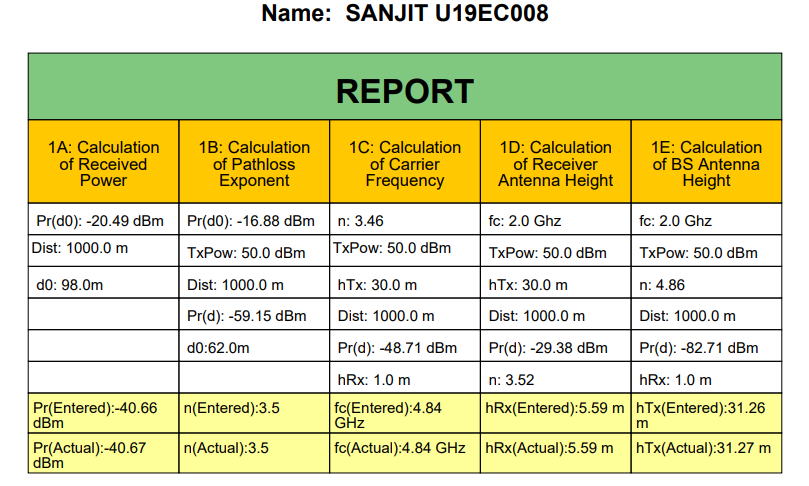 Name: SANJIT U19EC008
REPORT
1A: Calculation of Received Power
1B: Calculation of Pathloss Exponent
1C: Calculation of Carrier Frequency
1D: Calculation of Receiver Antenna Height
1E: Calculation of BS Antenna Height
Pr(d0): -20.49 dBm
Pr(d0): -16.88 dBm
n: 3.46
fc: 2.0 Ghz
fc: 2.0 Ghz
Dist: 1000.0 m
TxPow: 50.0 dBm
TxPow: 50.0 dBm
TxPow: 50.0 dBm
TxPow: 50.0 dBm
d0: 98.0m
Dist: 1000.0 m
hTx: 30.0 m
hTx: 30.0 m
n: 4.86
Pr(d): -59.15 dBm
Dist: 1000.0 m
Dist: 1000.0 m
Dist: 1000.0 m
d0:62.0m
Pr(d): -48.71 dBm
Pr(d): -29.38 dBm
Pr(d): -82.71 dBm
hRx: 1.0 m
n: 3.52
hRx: 1.0 m
Pr(Entered):-40.66 dBm
n(Entered):3.5
fc(Entered):4.84 GHz
hRx(Entered):5.59 m
hTx(Entered):31.26 m
Pr(Actual):-40.67 dBm
n(Actual):3.5
fc(Actual):4.84 GHz
hRx(Actual):5.59 m
hTx(Actual):31.27 m